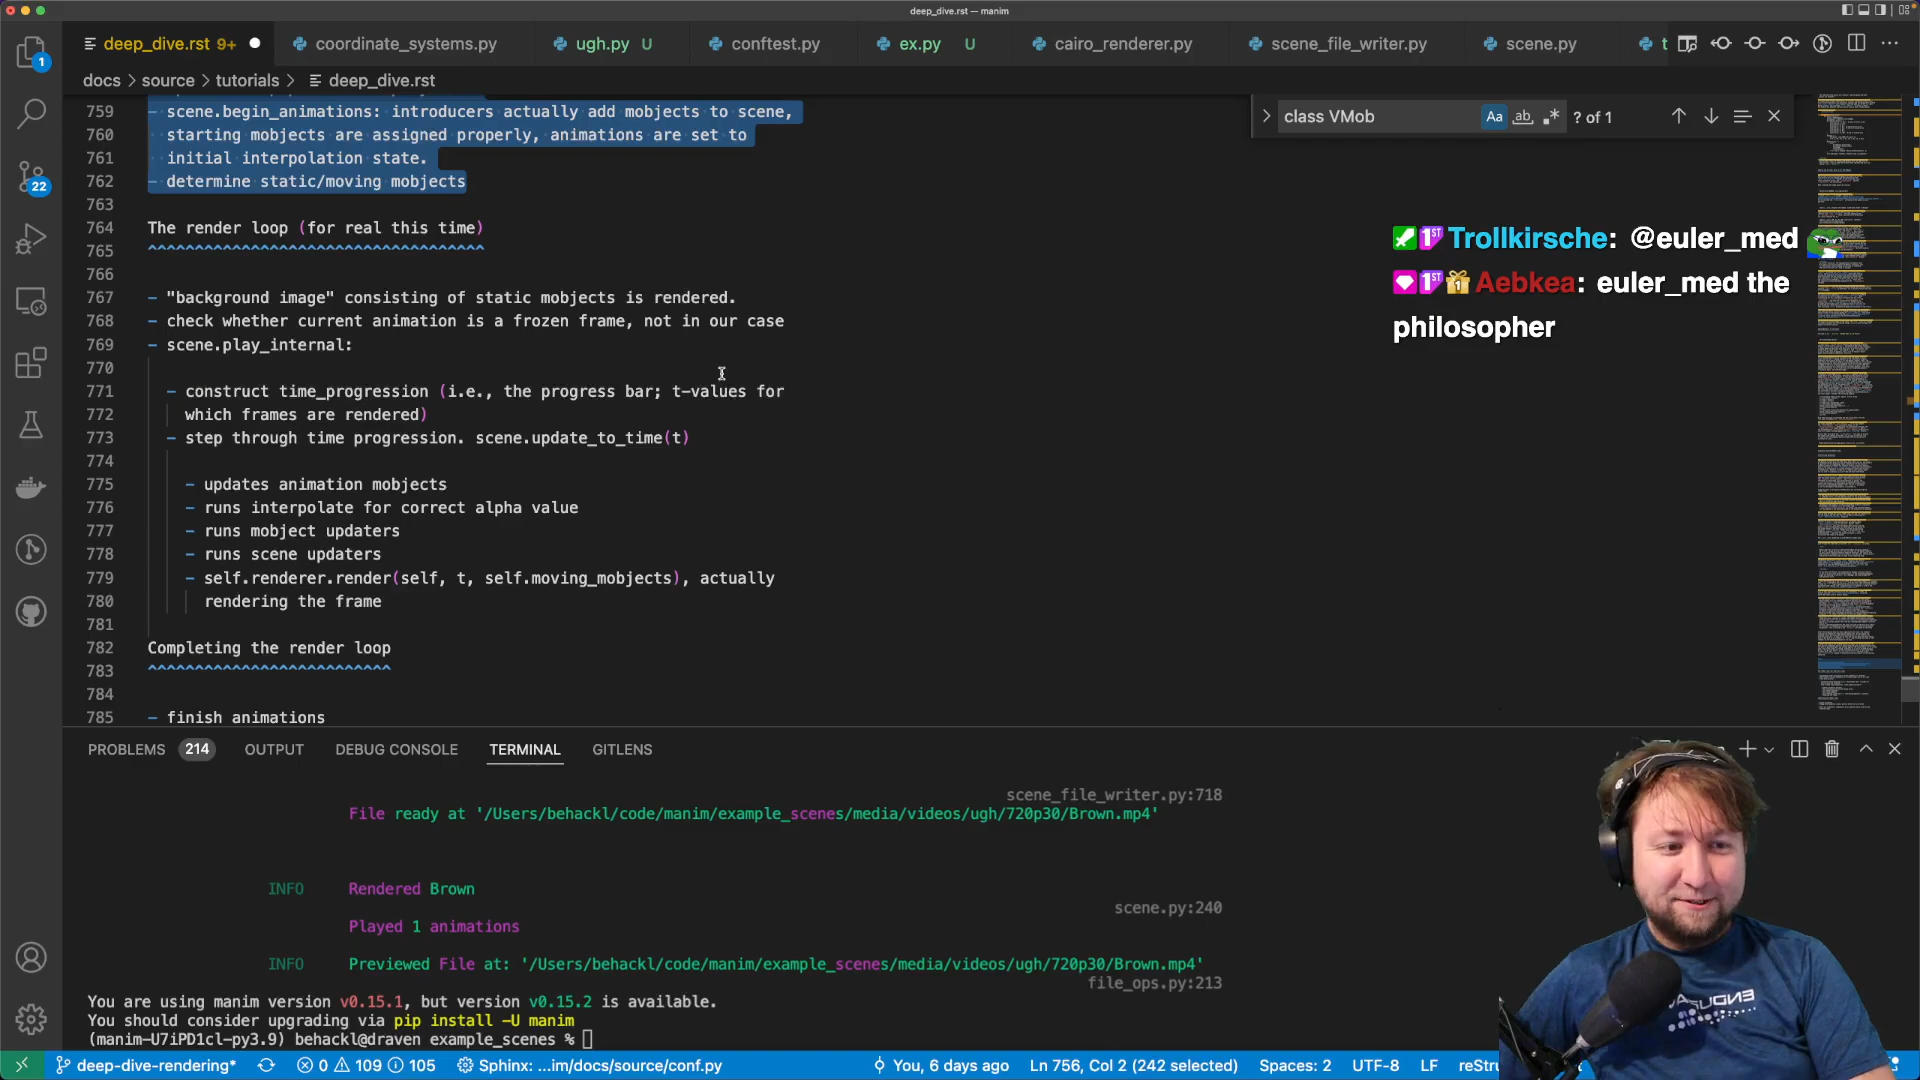 deep_dive.rst — manim
deep_dive.rst 9+ coordinate_systems.py ugh.py U conftest.py ex.py U cairo_renderer.py scene_file_writer.py scene.py t
docs > source > tutorials > deep_dive.rst
class VMob Aa ab ? of 1
759 - scene.begin_animations: introducers actually add mobjects to scene,
760 starting mobjects are assigned properly, animations are set to
761 initial interpolation state.
762 - determine static/moving mobjects
763
764 The render loop (for real this time)
765 ^^^^^^^^^^^^^^^^^^^^^^^^^^^^^^^^^^^^
766
767 - "background image" consisting of static mobjects is rendered.
768 - check whether current animation is a frozen frame, not in our case
769 - scene.play_internal:
770
771 - construct time_progression (i.e., the progress bar; t-values for
772 which frames are rendered)
773 - step through time progression. scene.update_to_time(t)
774
775 - updates animation mobjects
776 - runs interpolate for correct alpha value
777 - runs mobject updaters
778 - runs scene updaters
779 - self.renderer.render(self, t, self.moving_mobjects), actually
780 rendering the frame
781
782 Completing the render loop
783 ^^^^^^^^^^^^^^^^^^^^^^^^^^
784
785 - finish animations
1ST Trollkirsche: @euler_med
1ST 1 Aebkea: euler_med the
philosopher
1
22
PROBLEMS 214 OUTPUT DEBUG CONSOLE TERMINAL GITLENS
scene_file_writer.py:718
File ready at '/Users/behackl/code/manim/example_scenes/media/videos/ugh/720p30/Brown.mp4'
INFO Rendered Brown
scene.py:240
Played 1 animations
INFO Previewed File at: '/Users/behackl/code/manim/example_scenes/media/videos/ugh/720p30/Brown.mp4'
file_ops.py:213
You are using manim version v0.15.1, but version v0.15.2 is available.
You should consider upgrading via pip install -U manim
(manim-U7iPD1cl-py3.9) behackl@draven example_scenes %
deep-dive-rendering* 0 109 105 Sphinx: ...im/docs/source/conf.py You, 6 days ago Ln 756, Col 2 (242 selected) Spaces: 2 UTF-8 LF reStru